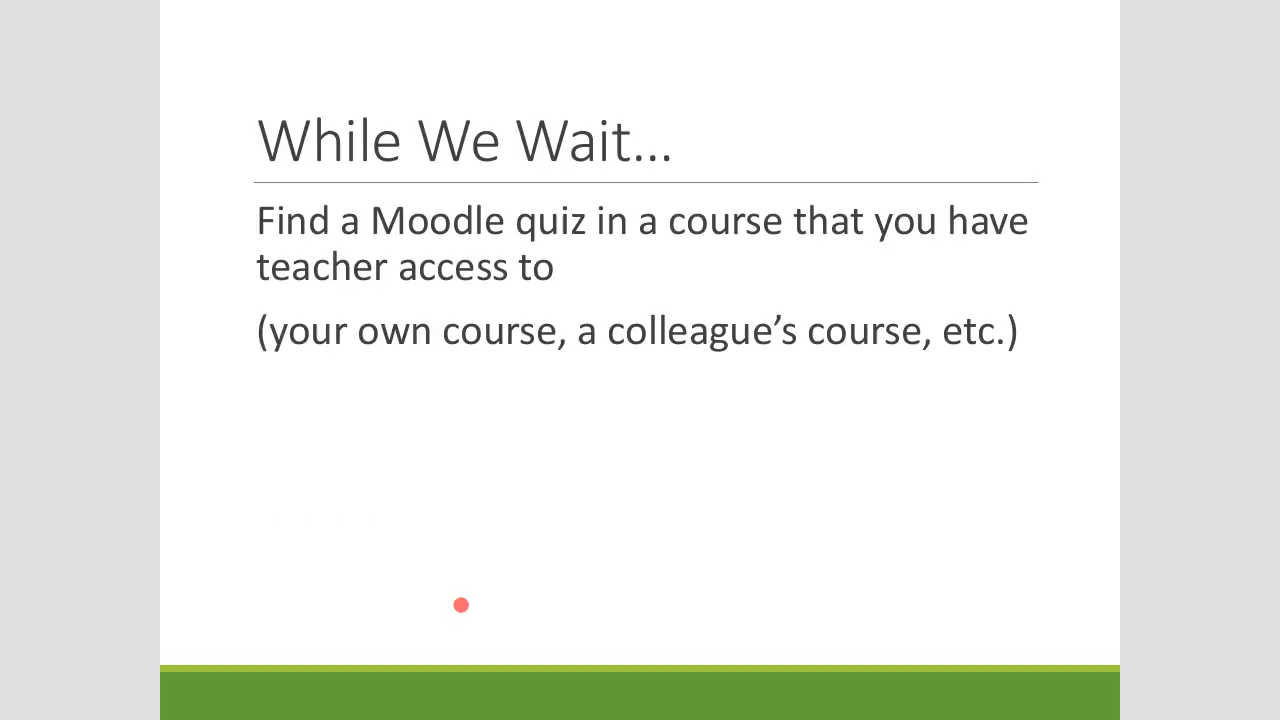 While We Wait…
Find a Moodle quiz in a course that you have
teacher access to
(your own course, a colleague’s course, etc.)